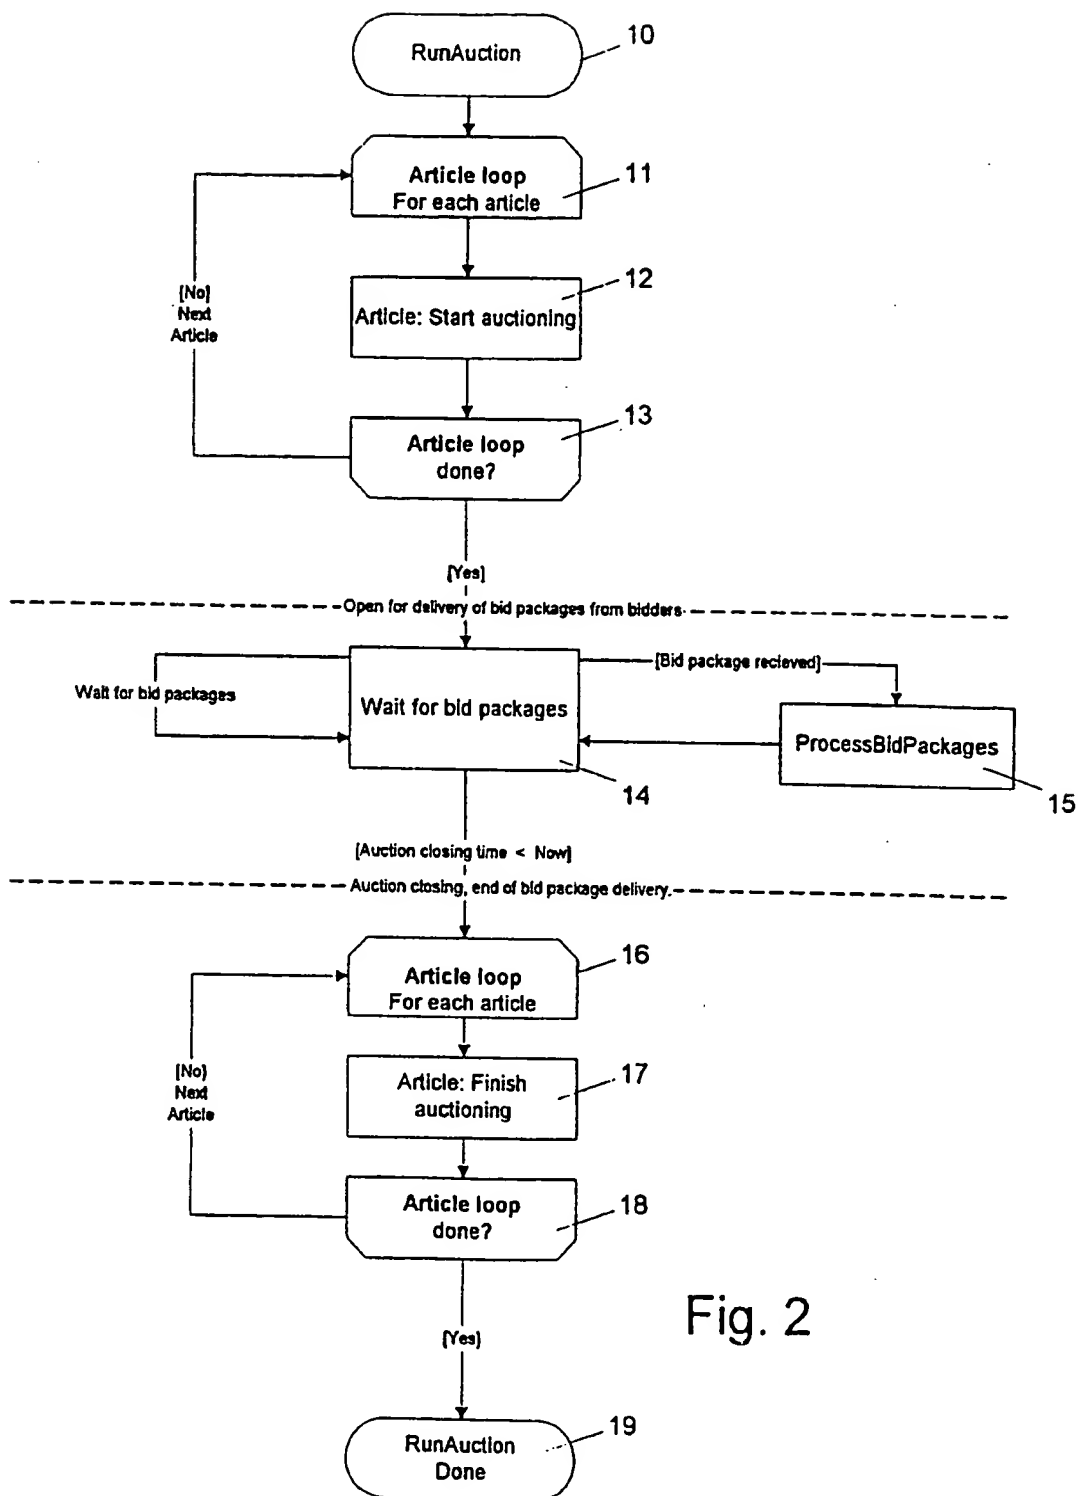 RunAuction
10
Article loop
For each article
11
[No]
Next
Article
Article: Start auctioning
12
Article loop
done?
13
[Yes]
Open for delivery of bid packages from bidders
Wait for bid packages
Wait for bid packages
14
[Bid package recieved]
ProcessBidPackages
15
[Auction closing time < Now]
Auction closing, end of bid package delivery.
Article loop
For each article
16
[No]
Next
Article
Article: Finish
auctioning
17
Article loop
done?
18
[Yes]
Fig. 2
RunAuction
Done
19